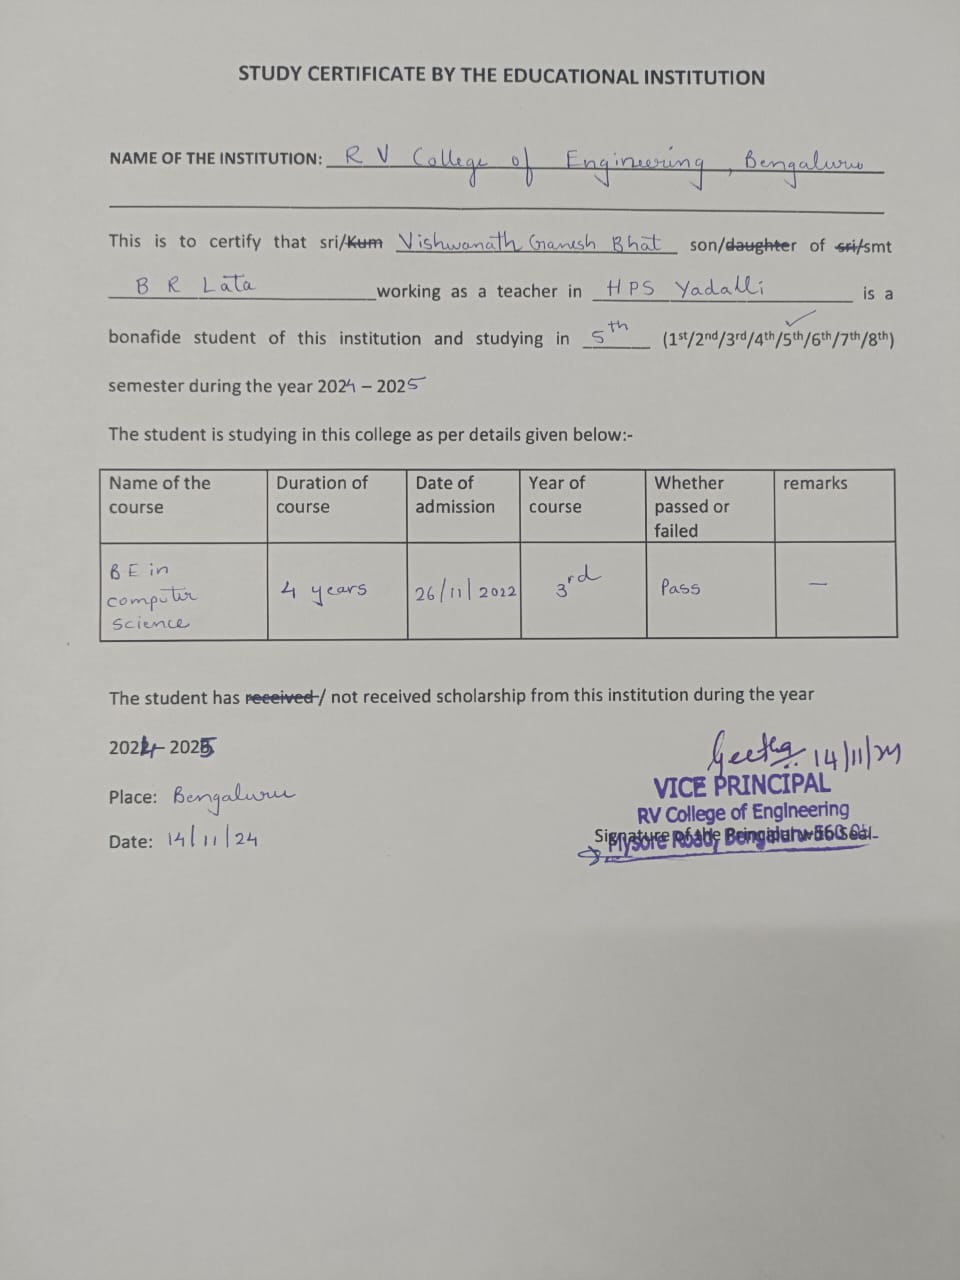 STUDY CERTIFICATE BY THE EDUCATIONAL INSTITUTION
NAME OF THE INSTITUTION: R V College of Engineering, Bengaluru
This is to certify that sri/Kum Vishwanath Ganesh Bhat son/daughter of sri/smt
B R Lata working as a teacher in HPS Yadalli is a
bonafide student of this institution and studying in 5th (1st/2nd/3rd/4th/5th/6th/7th/8th)
semester during the year 2024 – 2025
The student is studying in this college as per details given below:-
Name of the course Duration of course Date of admission Year of course Whether passed or failed remarks
BE in computer science 4 years 26/11/2022 3rd Pass —
The student has received / not received scholarship from this institution during the year
2024 - 2025
Geetha 14/11/24
Place: Bengaluru
VICE PRINCIPAL
RV College of Engineering
Date: 14/11/24
Signature of the Principal with Seal
Mysore Road, Bengaluru-560